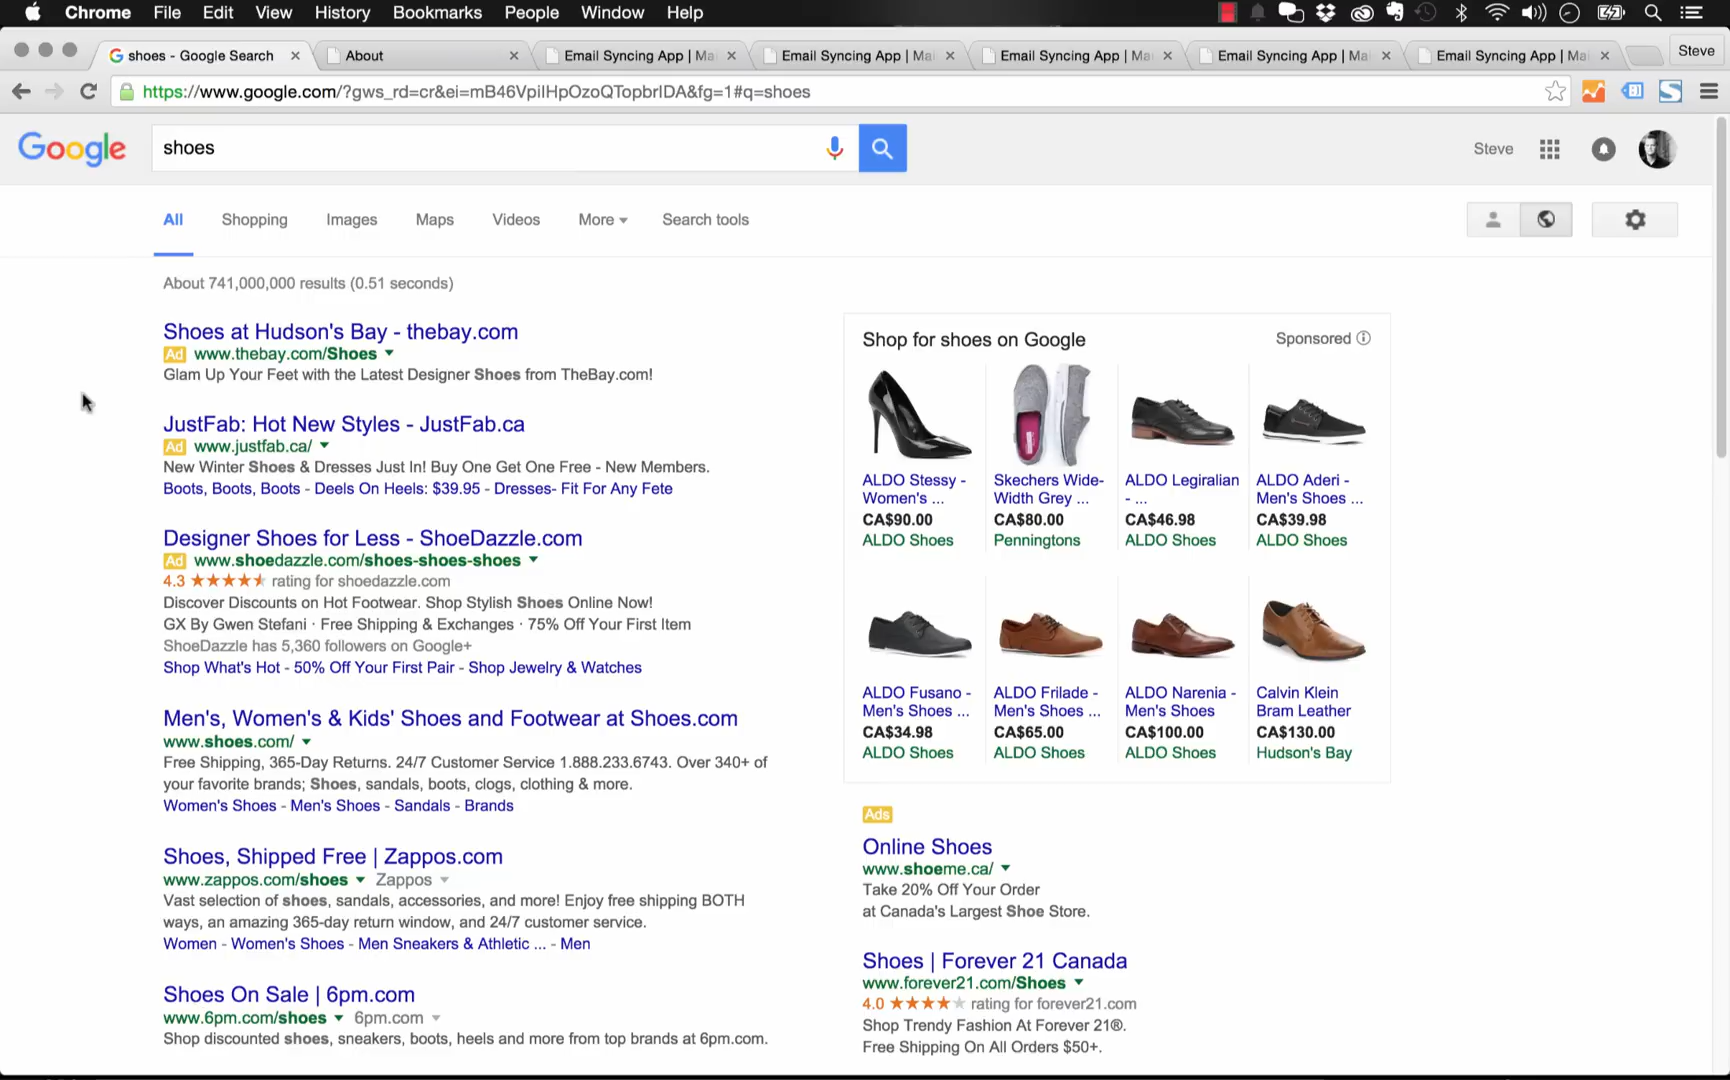 Chrome File Edit View History Bookmarks People Window Help
shoes - Google Search
About
Email Syncing App | Ma
Email Syncing App | Ma
Email Syncing App | Ma
Email Syncing App | Ma
Email Syncing App | Ma
Steve
https://www.google.com/?gws_rd=cr&ei=mB46VpiIHpOzoQTopbrIDA&fg=1#q=shoes
Google
shoes
Steve
All Shopping Images Maps Videos More Search tools
About 741,000,000 results (0.51 seconds)
Shoes at Hudson's Bay - thebay.com
Ad www.thebay.com/Shoes
Glam Up Your Feet with the Latest Designer Shoes from TheBay.com!
JustFab: Hot New Styles - JustFab.ca
Ad www.justfab.ca/
New Winter Shoes & Dresses Just In! Buy One Get One Free - New Members.
Boots, Boots, Boots - Deels On Heels: $39.95 - Dresses- Fit For Any Fete
Designer Shoes for Less - ShoeDazzle.com
Ad www.shoedazzle.com/shoes-shoes-shoes
4.3 ★★★★★ rating for shoedazzle.com
Discover Discounts on Hot Footwear. Shop Stylish Shoes Online Now!
GX By Gwen Stefani · Free Shipping & Exchanges · 75% Off Your First Item
ShoeDazzle has 5,360 followers on Google+
Shop What's Hot - 50% Off Your First Pair - Shop Jewelry & Watches
Men's, Women's & Kids' Shoes and Footwear at Shoes.com
www.shoes.com/
Free Shipping, 365-Day Returns. 24/7 Customer Service 1.888.233.6743. Over 340+ of
your favorite brands; Shoes, sandals, boots, clogs, clothing & more.
Women's Shoes - Men's Shoes - Sandals - Brands
Shoes, Shipped Free | Zappos.com
www.zappos.com/shoes Zappos
Vast selection of shoes, sandals, accessories, and more! Enjoy free shipping BOTH
ways, an amazing 365-day return window, and 24/7 customer service.
Women - Women's Shoes - Men Sneakers & Athletic ... - Men
Shoes On Sale | 6pm.com
www.6pm.com/shoes 6pm.com
Shop discounted shoes, sneakers, boots, heels and more from top brands at 6pm.com.
Shop for shoes on Google
Sponsored
ALDO Stessy -
Women's ...
CA$90.00
ALDO Shoes
Skechers Wide-
Width Grey ...
CA$80.00
Penningtons
ALDO Legiralian
- ...
CA$46.98
ALDO Shoes
ALDO Aderi -
Men's Shoes ...
CA$39.98
ALDO Shoes
ALDO Fusano -
Men's Shoes ...
CA$34.98
ALDO Shoes
ALDO Frilade -
Men's Shoes ...
CA$65.00
ALDO Shoes
ALDO Narenia -
Men's Shoes
CA$100.00
ALDO Shoes
Calvin Klein
Bram Leather
CA$130.00
Hudson's Bay
Ads
Online Shoes
www.shoeme.ca/
Take 20% Off Your Order
at Canada's Largest Shoe Store.
Shoes | Forever 21 Canada
www.forever21.com/Shoes
4.0 ★★★★★ rating for forever21.com
Shop Trendy Fashion At Forever 21®.
Free Shipping On All Orders $50+.